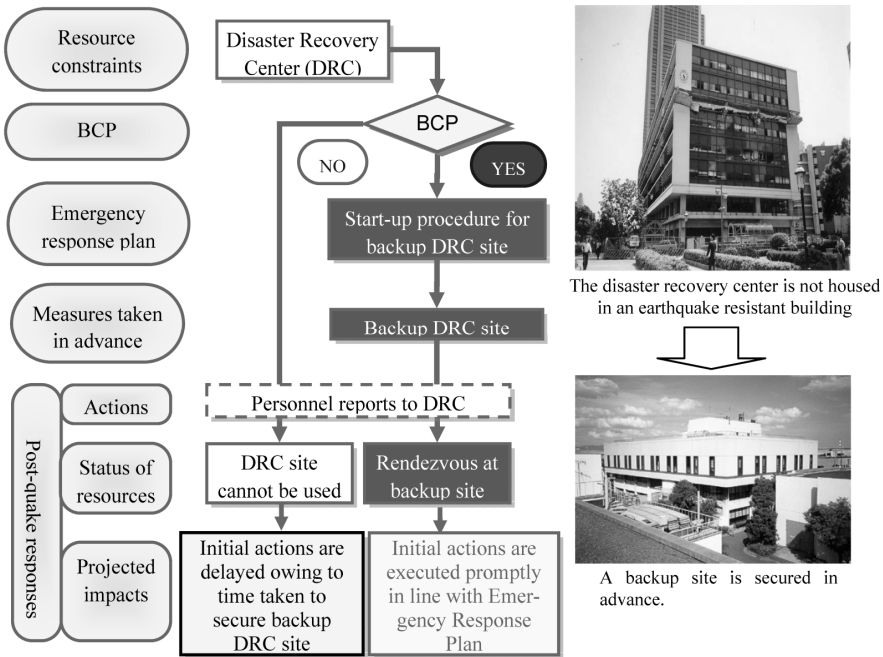 Resource
constraints
BCP
Emergency
response plan
Measures taken
in advance
Post-quake responses
Actions
Status of
resources
Projected
impacts
Disaster Recovery
Center (DRC)
BCP
NO
YES
Start-up procedure for
backup DRC site
Backup DRC site
Personnel reports to DRC
DRC site
cannot be used
Rendezvous at
backup site
Initial actions are
delayed owing to
time taken to
secure backup
DRC site
Initial actions are
executed promptly
in line with Emer-
gency Response
Plan
The disaster recovery center is not housed
in an earthquake resistant building
A backup site is secured in
advance.